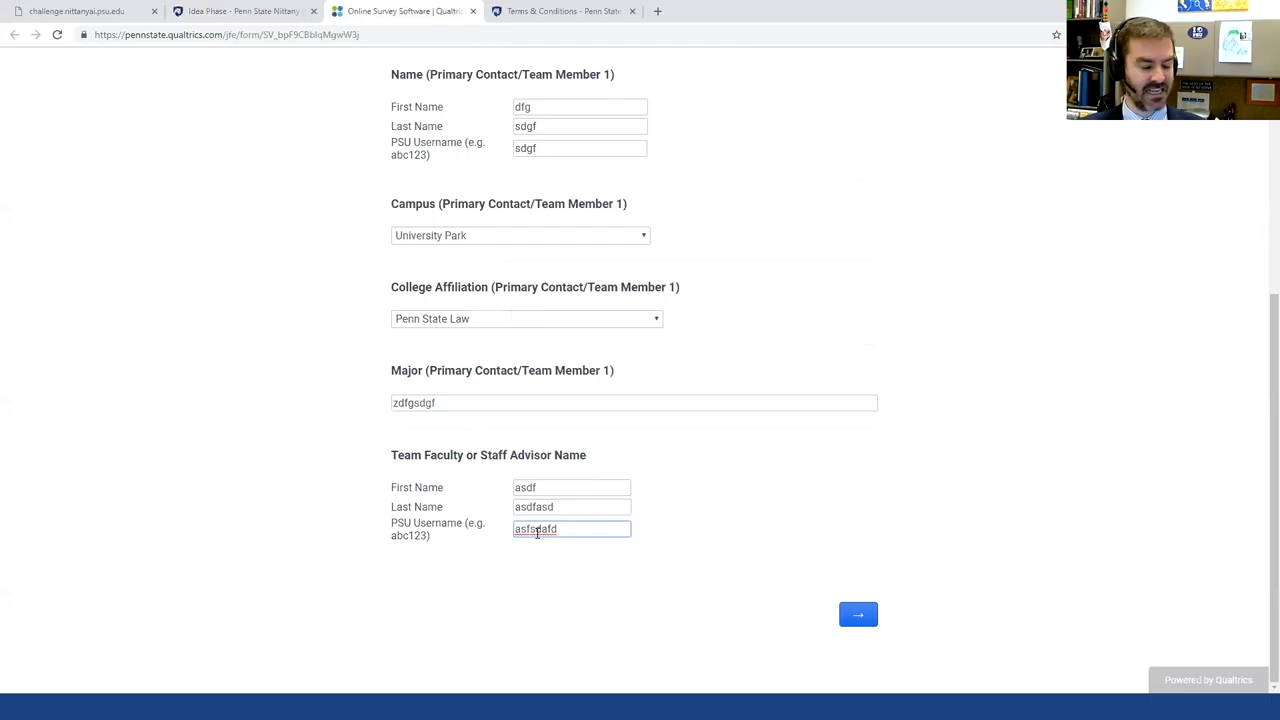 challenge.nittanyai.psu.edu
Idea Phase - Penn State Nittany
Online Survey Software | Qualtri
Terms & Conditions - Penn State
https://pennstate.qualtrics.com/jfe/form/SV_bpF9CBblqMgwW3j
Name (Primary Contact/Team Member 1)
First Name
dfg
Last Name
sdgf
PSU Username (e.g.
abc123)
sdgf
Campus (Primary Contact/Team Member 1)
University Park
College Affiliation (Primary Contact/Team Member 1)
Penn State Law
Major (Primary Contact/Team Member 1)
zdfgsdgf
Team Faculty or Staff Advisor Name
First Name
asdf
Last Name
asdfasd
PSU Username (e.g.
abc123)
asfsdafd
Powered by Qualtrics